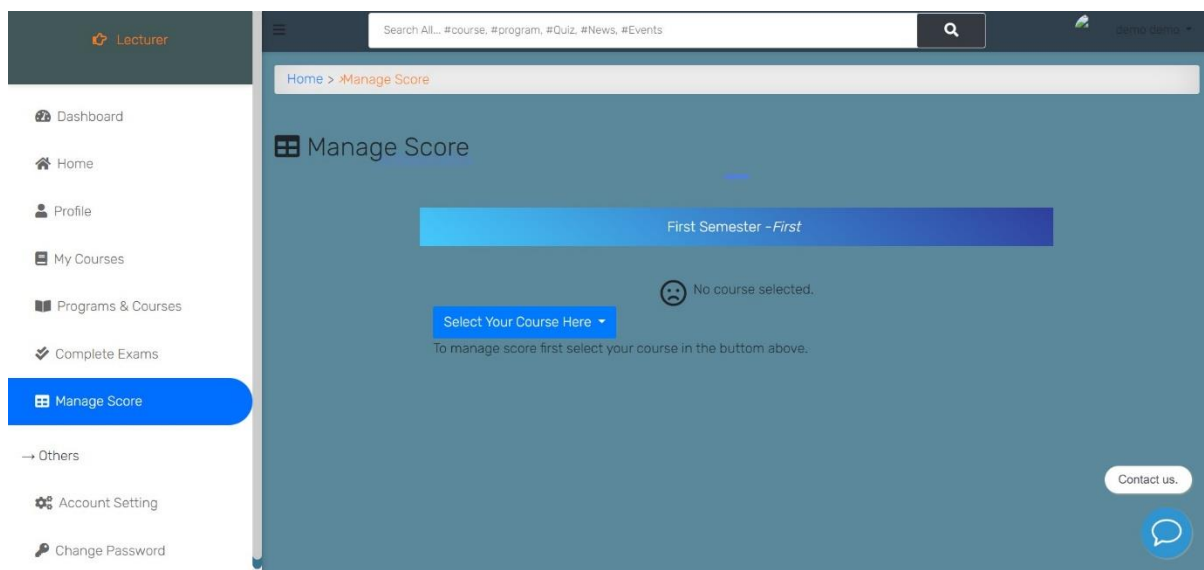 Lecturer
Search All... #course, #program, #Quiz, #News, #Events
demo demo
Home > Manage Score
Dashboard
Home
Profile
My Courses
Programs & Courses
Complete Exams
Manage Score
→ Others
Account Setting
Change Password
Manage Score
First Semester - First
No course selected.
Select Your Course Here
To manage score first select your course in the buttom above.
Contact us.